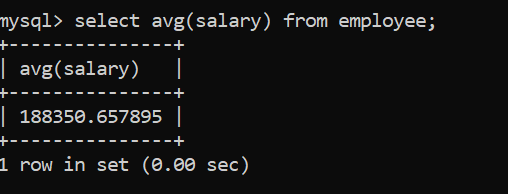 mysql> select avg(salary) from employee;
+---------------+
| avg(salary)   |
+---------------+
| 188350.657895 |
+---------------+
1 row in set (0.00 sec)